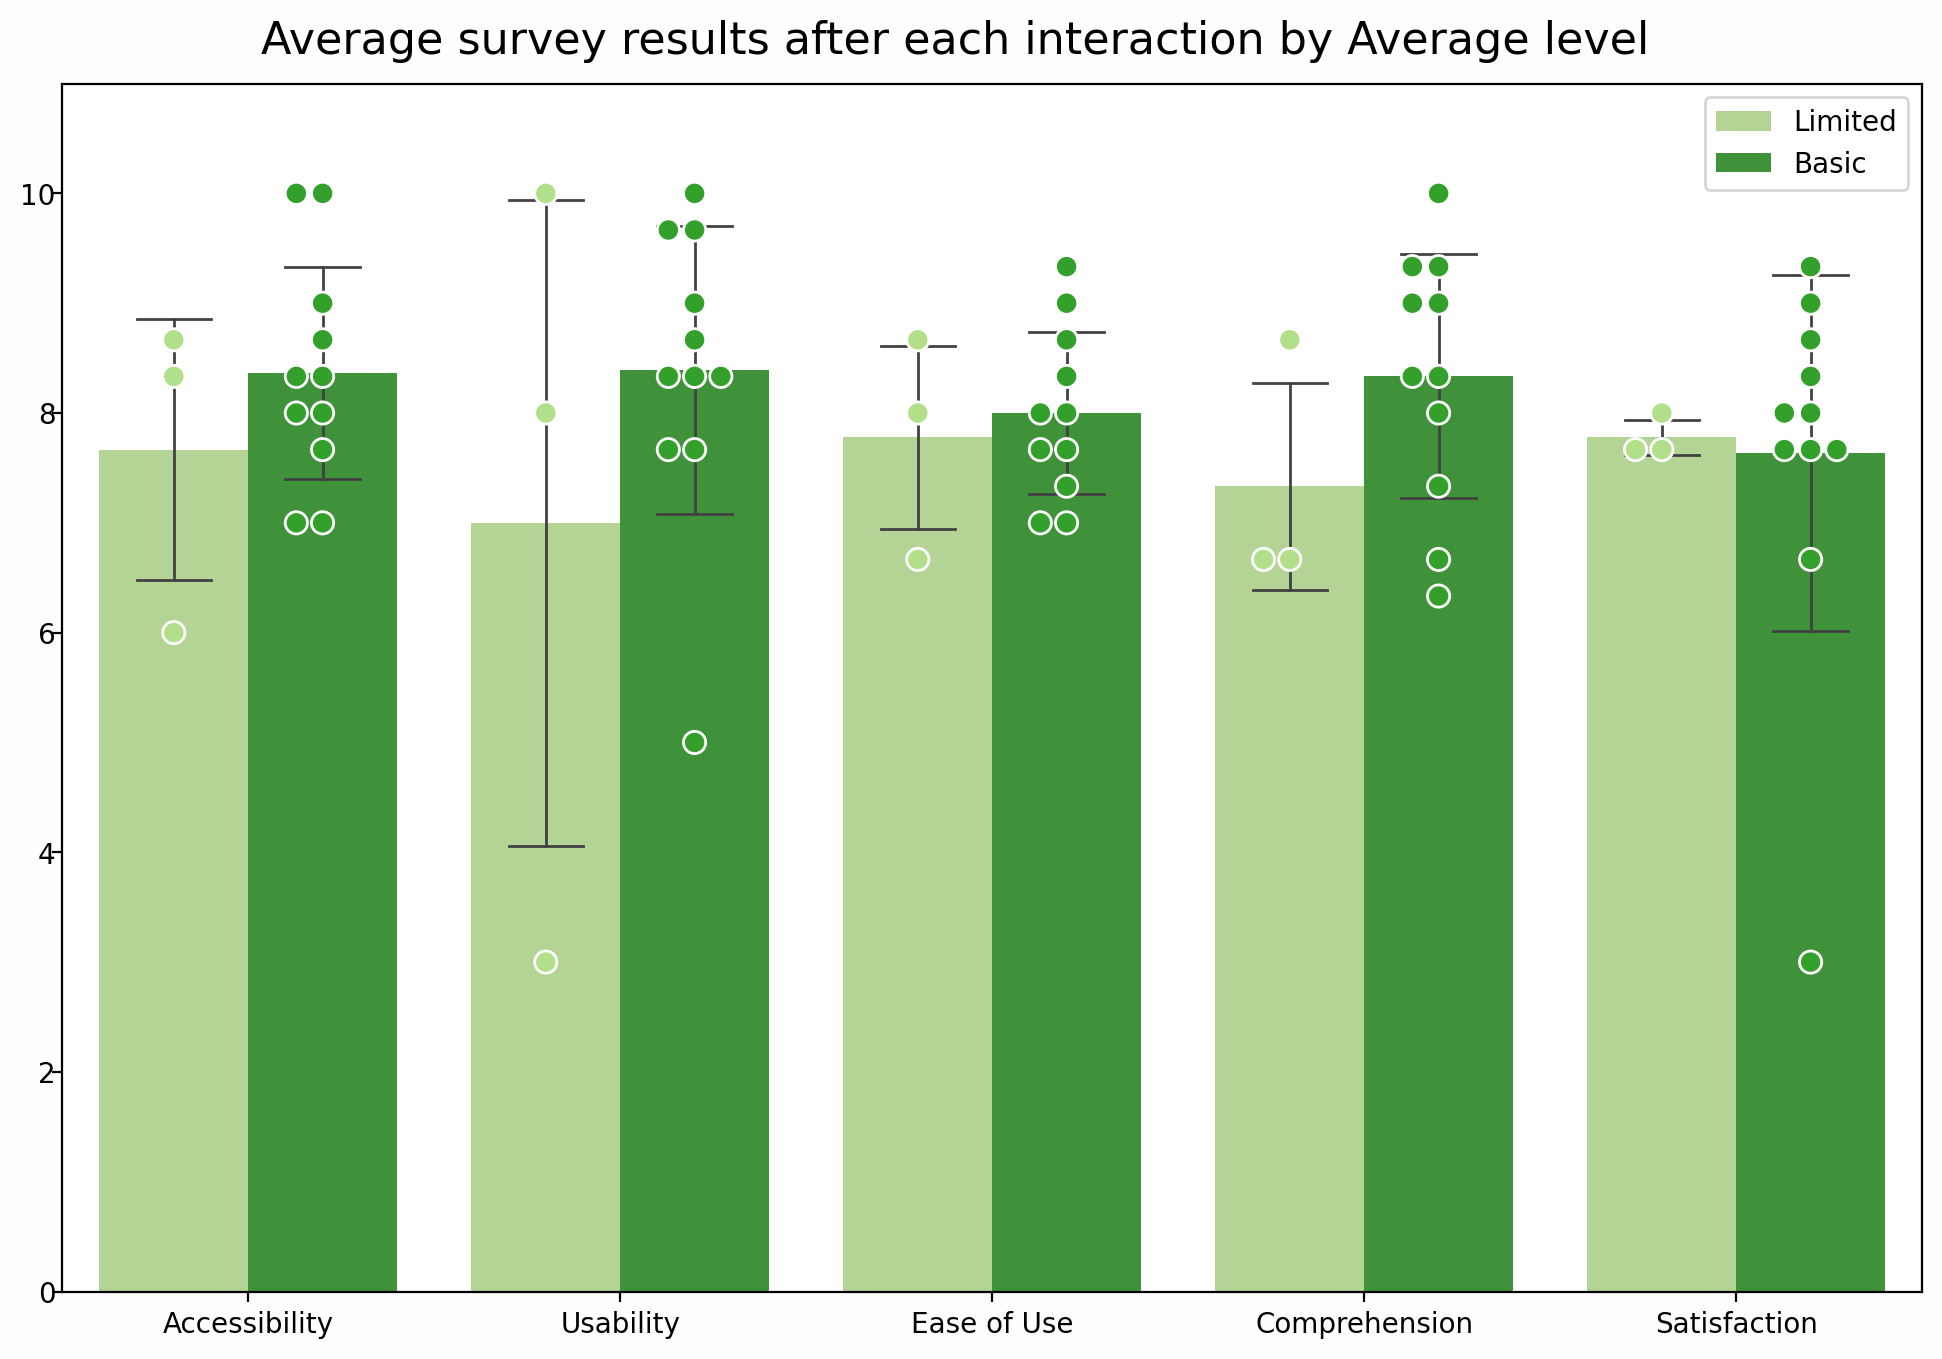 Average survey results after each interaction by Average level
Limited
Basic
10
8
6
4
2
0
Accessibility
Usability
Ease of Use
Comprehension
Satisfaction